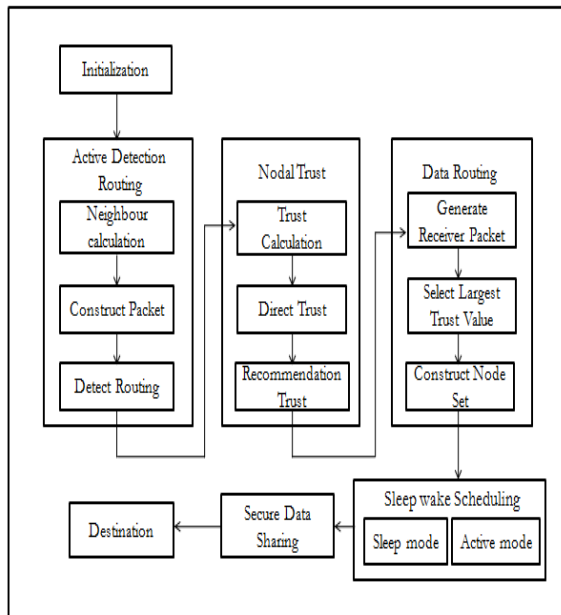 Initialization
Active Detection
Routing
Neighbour
calculation
Construct Packet
Detect Routing
Nodal Trust
Trust
Calculation
Direct Trust
Recommendation
Trust
Data Routing
Generate
Receiver Packet
Select Largest
Trust Value
Construct Node
Set
Sleep wake Scheduling
Sleep mode
Active mode
Secure Data
Sharing
Destination